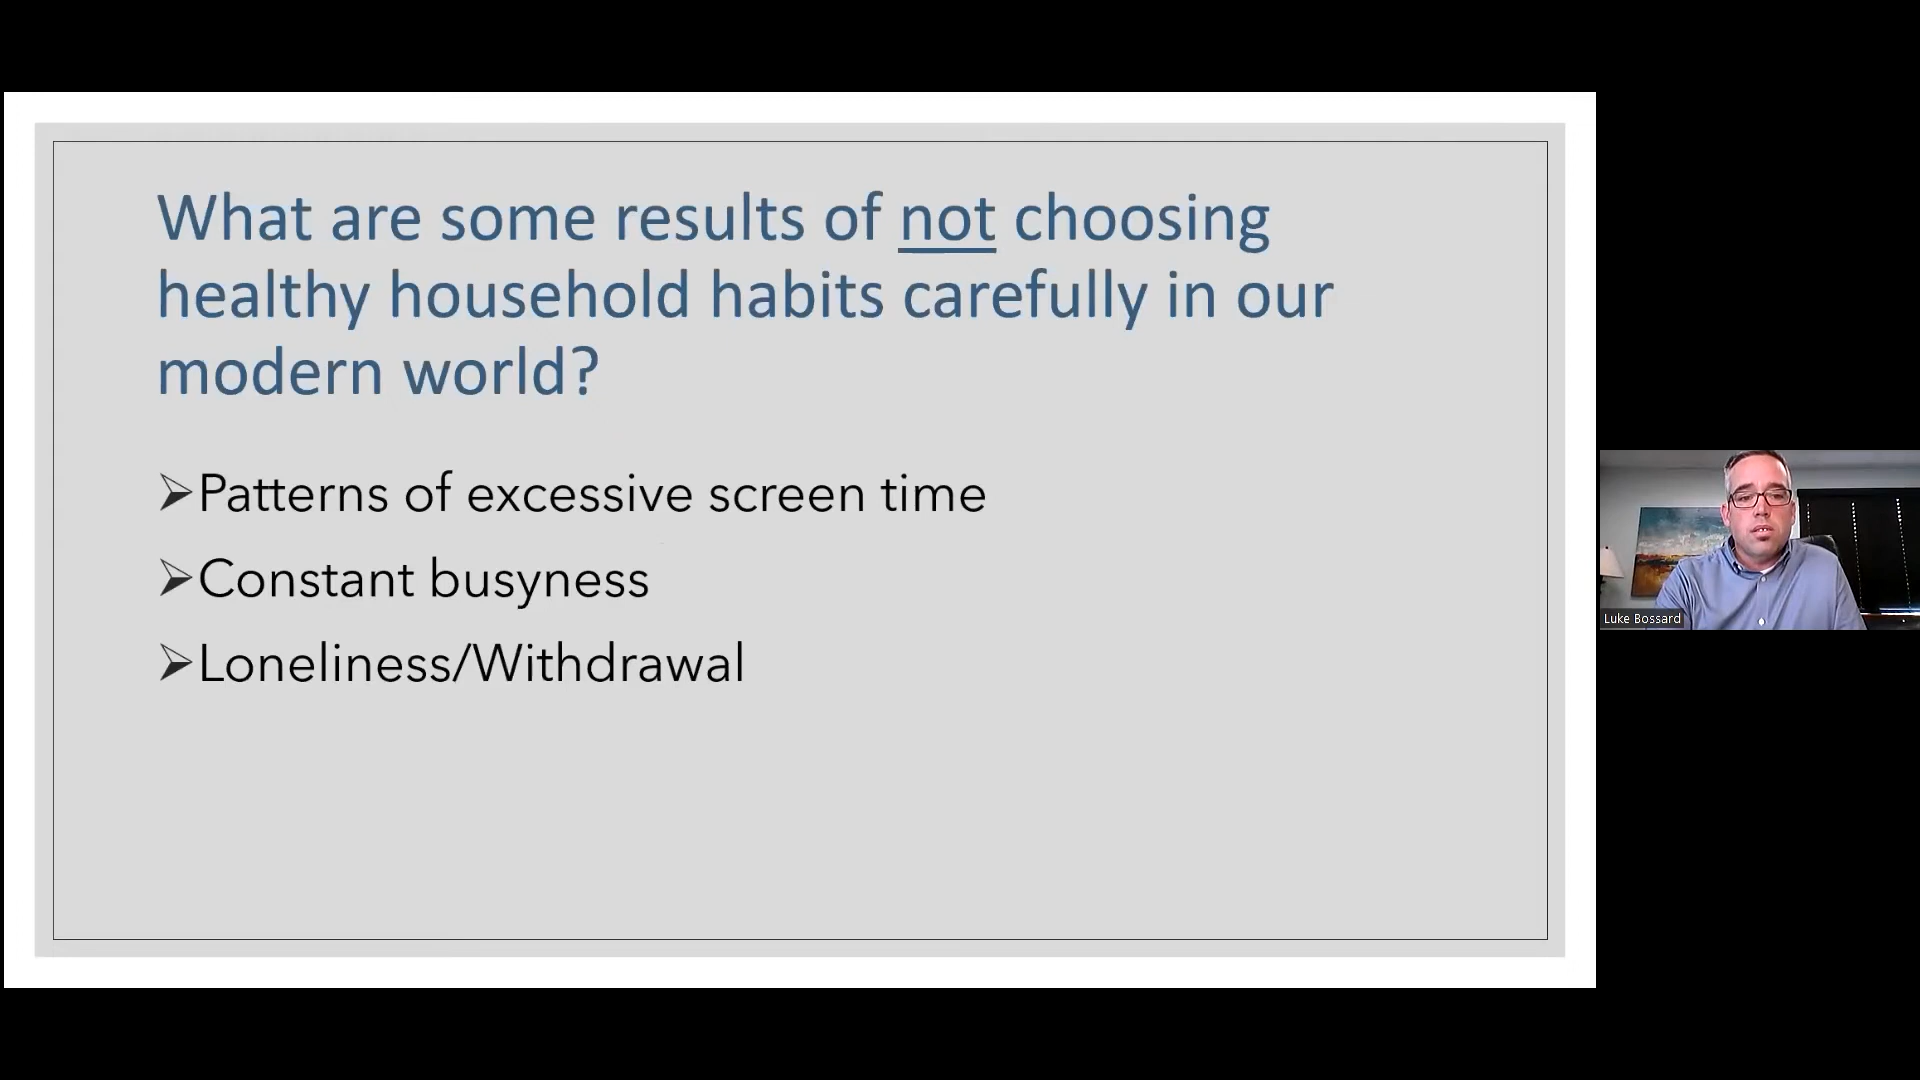 What are some results of not choosing
healthy household habits carefully in our
modern world?
➢Patterns of excessive screen time
➢Constant busyness
➢Loneliness/Withdrawal
Luke Bossard